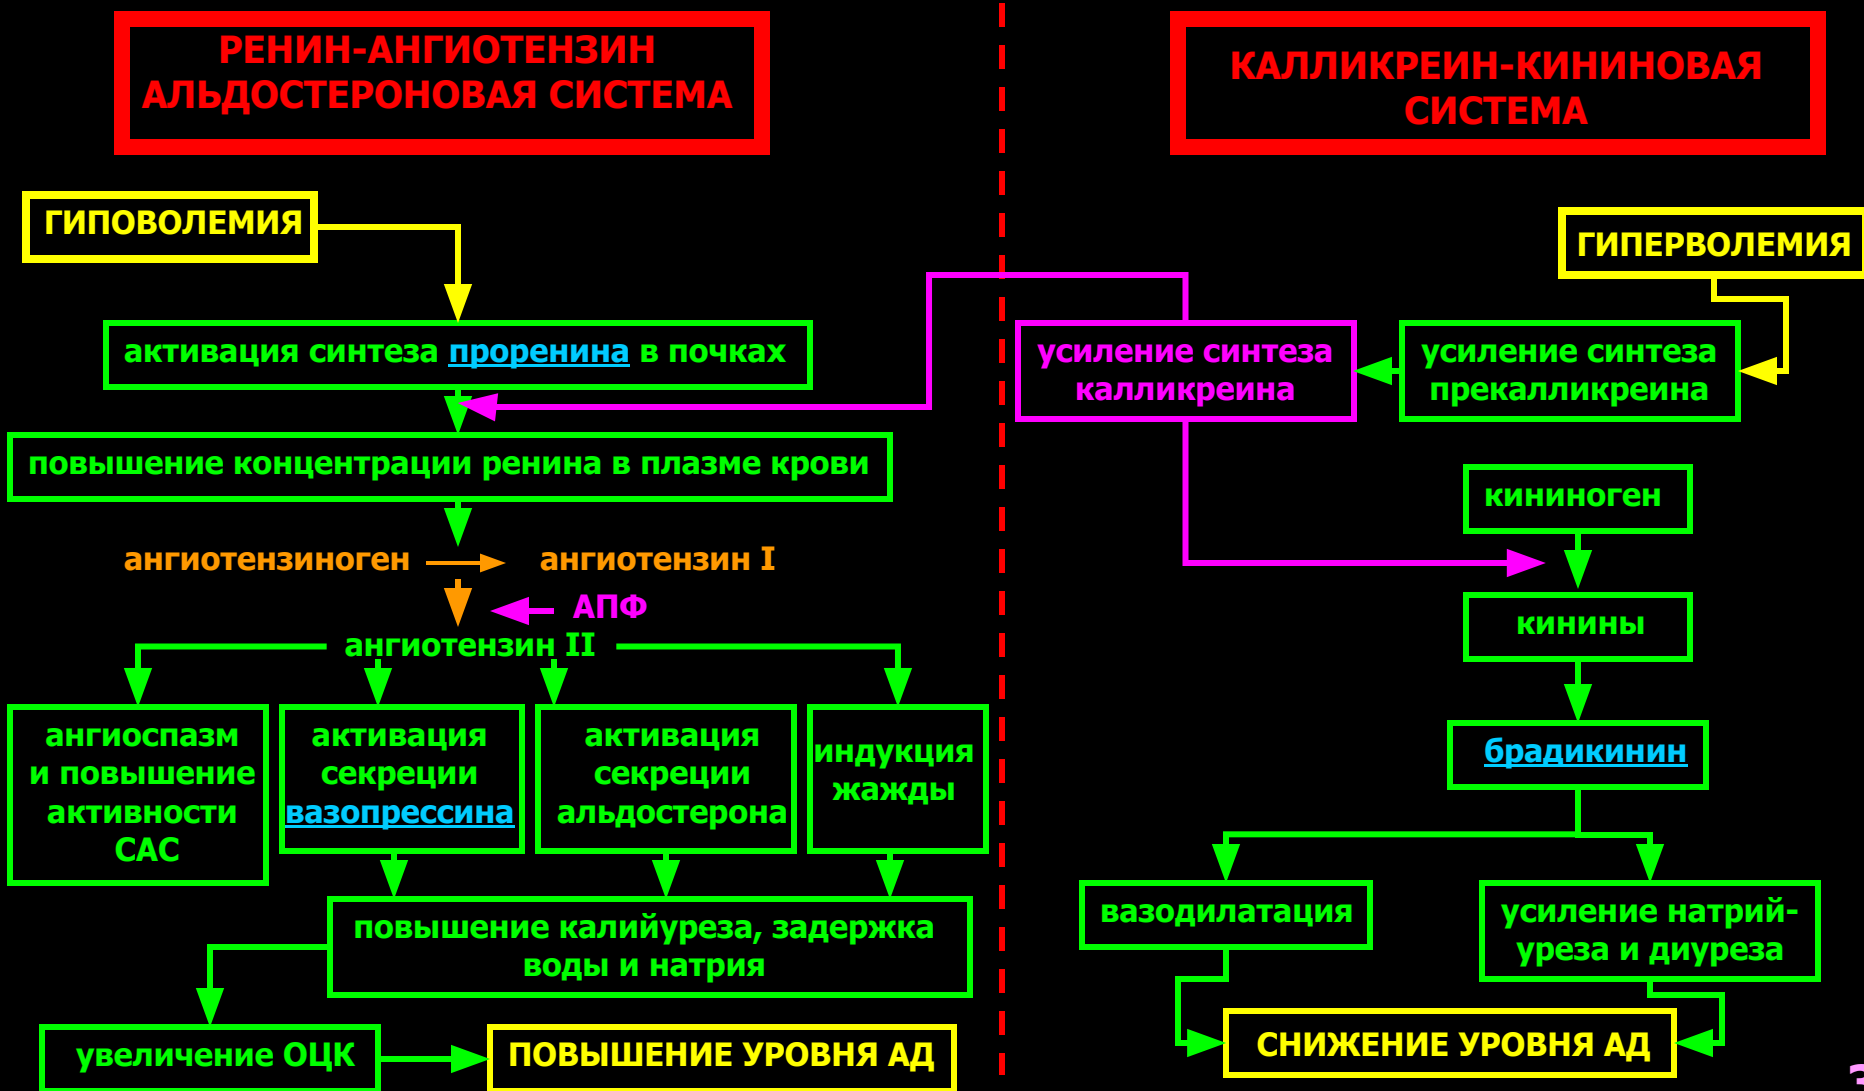 РЕНИН-АНГИОТЕНЗИН
АЛЬДОСТЕРОНОВАЯ СИСТЕМА
ГИПОВОЛЕМИЯ
активация синтеза проренина в почках
повышение концентрации ренина в плазме крови
ангиотензиноген
ангиотензин I
АПФ
ангиотензин II
ангиоспазм
и повышение
активности
САС
активация
секреции
вазопрессина
активация
секреции
альдостерона
индукция
жажды
повышение калийуреза, задержка
воды и натрия
увеличение ОЦК
ПОВЫШЕНИЕ УРОВНЯ АД
КАЛЛИКРЕИН-КИНИНОВАЯ
СИСТЕМА
ГИПЕРВОЛЕМИЯ
усиление синтеза
калликреина
усиление синтеза
прекалликреина
кининоген
кинины
брадикинин
вазодилатация
усиление натрий-
уреза и диуреза
СНИЖЕНИЕ УРОВНЯ АД